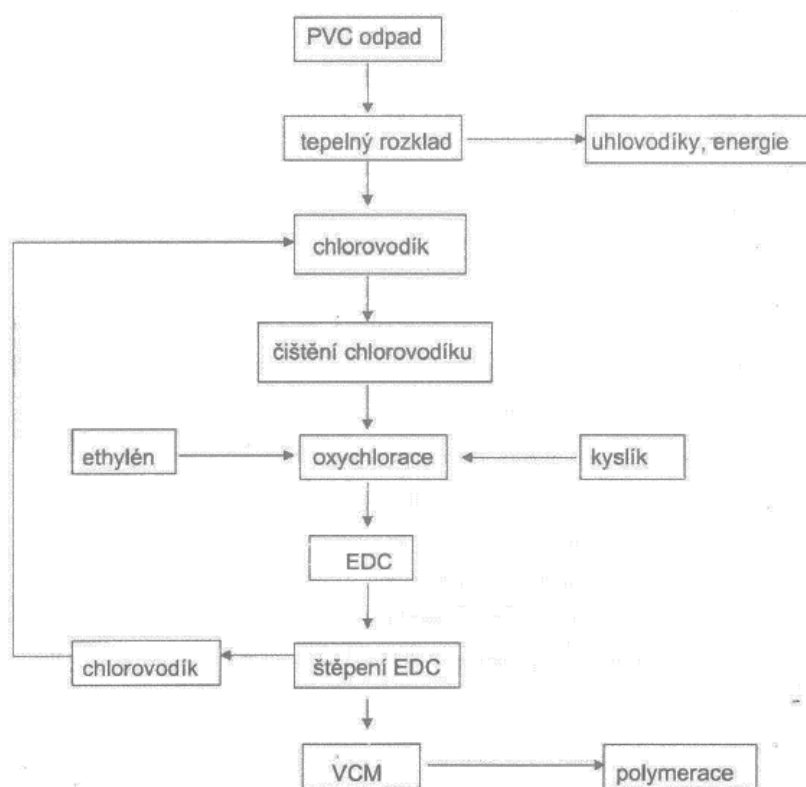 PVC odpad
tepelný rozklad
uhlovodíky, energie
chlorovodík
čištění chlorovodíku
ethylén
oxychlorace
kyslík
EDC
chlorovodík
štěpení EDC
VCM
polymerace